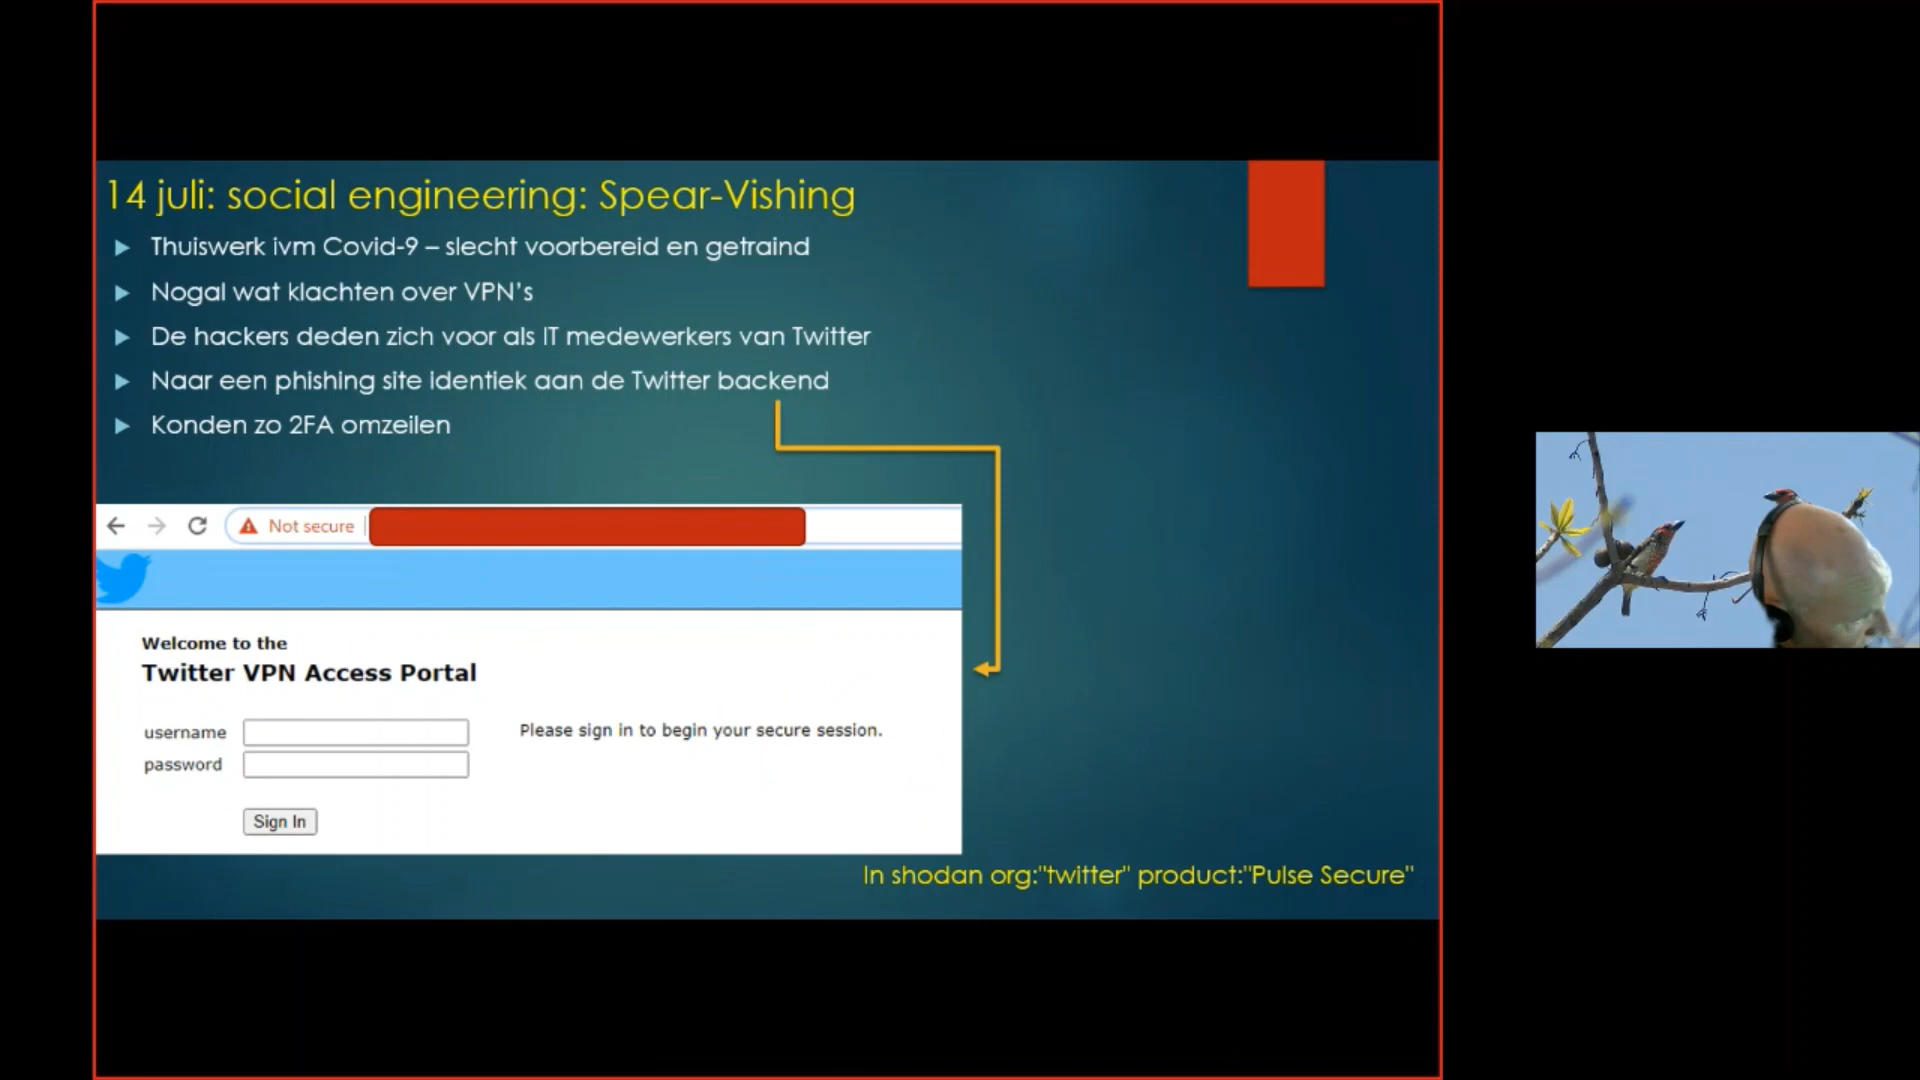 14 juli: social engineering: Spear-Vishing
Thuiswerk ivm Covid-9 – slecht voorbereid en getraind
Nogal wat klachten over VPN's
De hackers deden zich voor als IT medewerkers van Twitter
Naar een phishing site identiek aan de Twitter backend
Konden zo 2FA omzeilen
Not secure
Welcome to the
Twitter VPN Access Portal
username
Please sign in to begin your secure session.
password
Sign In
In shodan org:"twitter" product:"Pulse Secure"